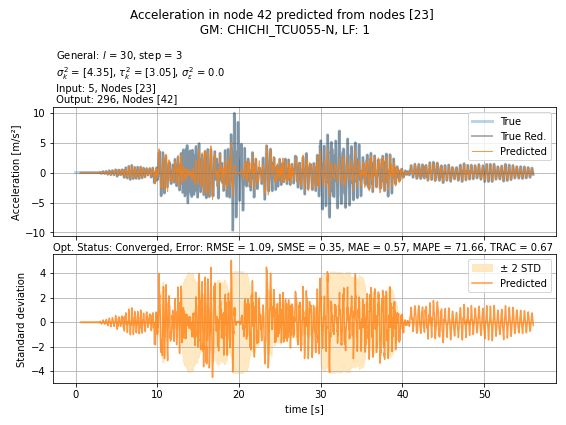 Acceleration in node 42 predicted from nodes [23]
GM: CHICHI_TCU055-N, LF: 1
General: l = 30, step = 3
σ²ₖ = [4.35], τ²ₖ = [3.05], σ²ε = 0.0
Input: 5, Nodes [23]
Output: 296, Nodes [42]
Acceleration [m/s²]
10
5
0
−5
−10
True
True Red.
Predicted
Opt. Status: Converged, Error: RMSE = 1.09, SMSE = 0.35, MAE = 0.57, MAPE = 71.66, TRAC = 0.67
Standard deviation
4
2
0
−2
−4
± 2 STD
Predicted
0 10 20 30 40 50
time [s]